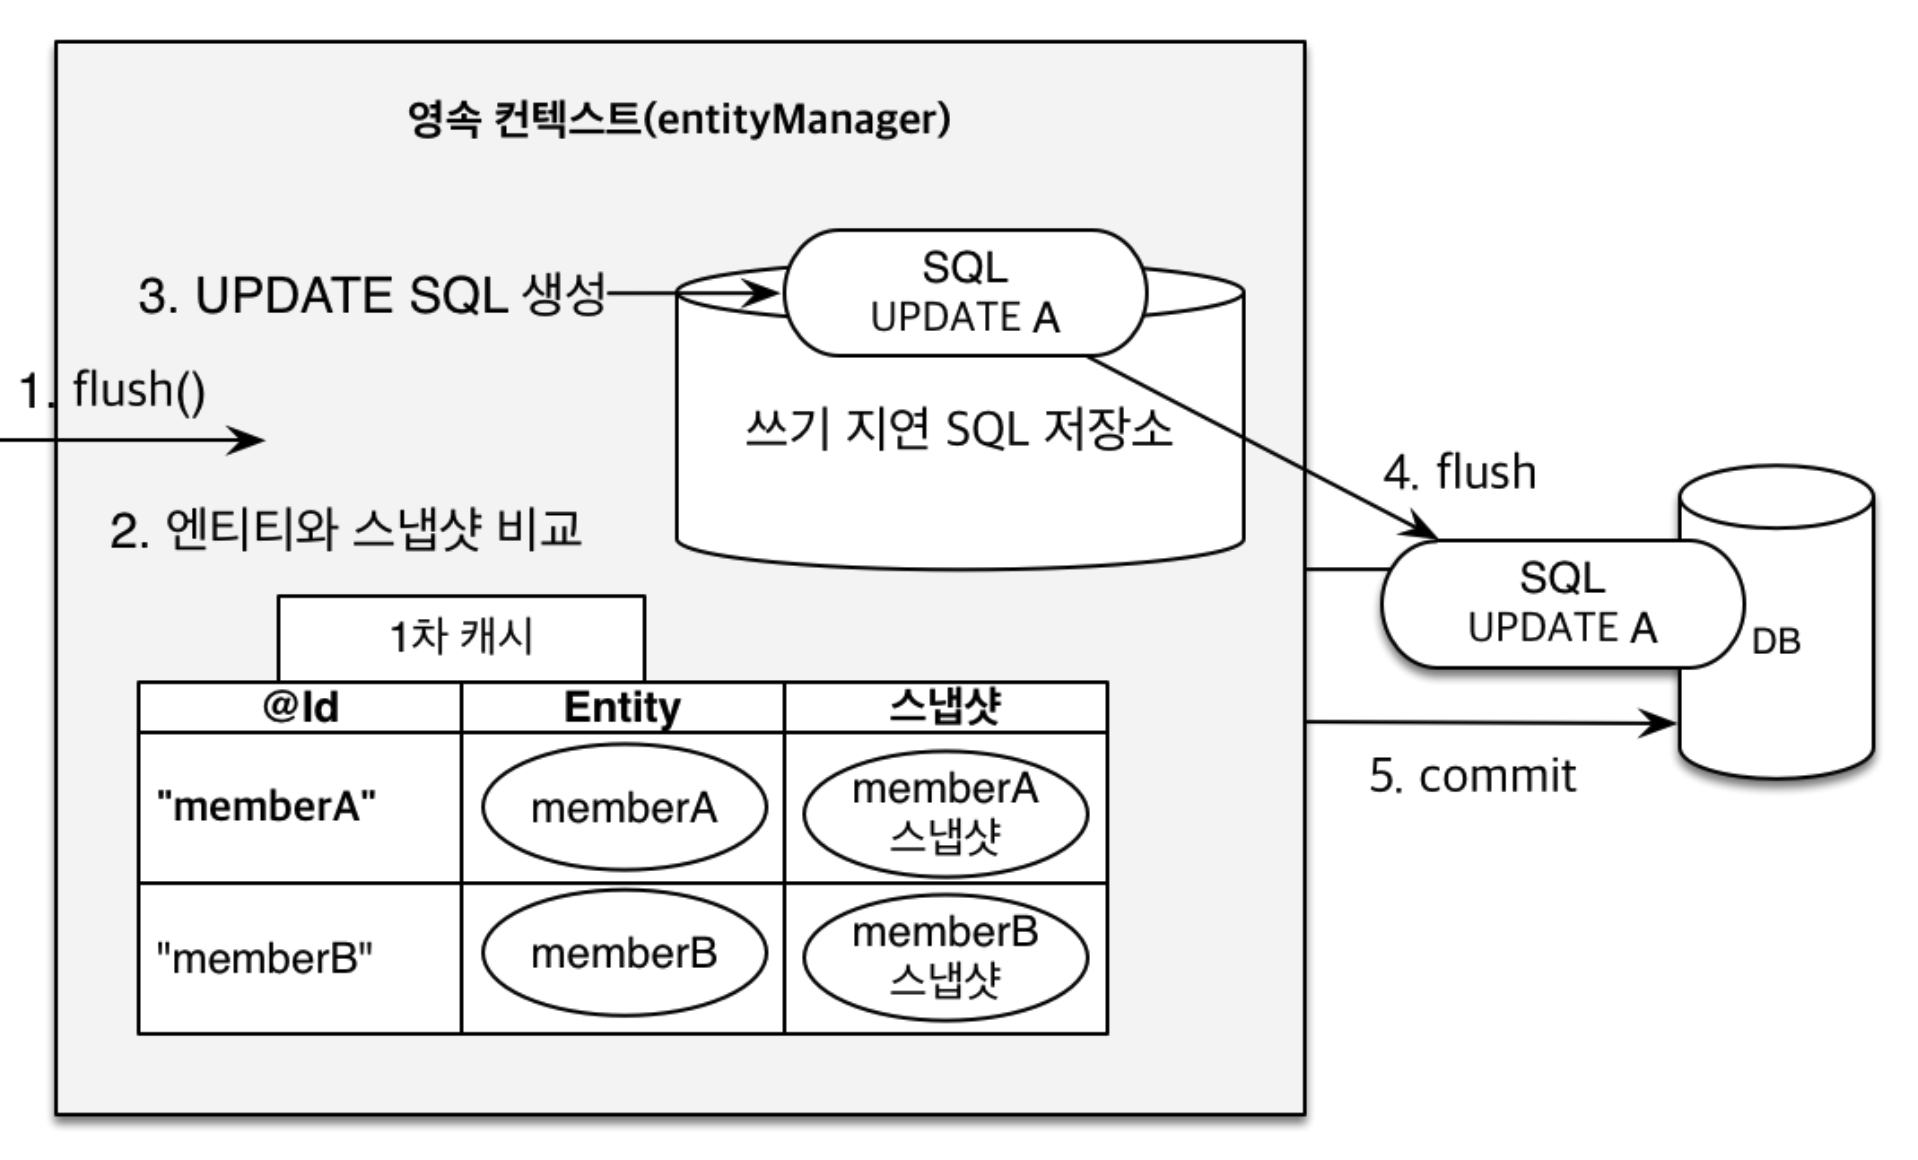 영속 컨텍스트(entityManager)
3. UPDATE SQL 생성
SQL
UPDATE A
1. flush()
쓰기 지연 SQL 저장소
4. flush
2. 엔티티와 스냅샷 비교
SQL
UPDATE A
DB
1차 캐시
@Id Entity 스냅샷
5. commit
"memberA" memberA memberA
스냅샷
"memberB" memberB memberB
스냅샷